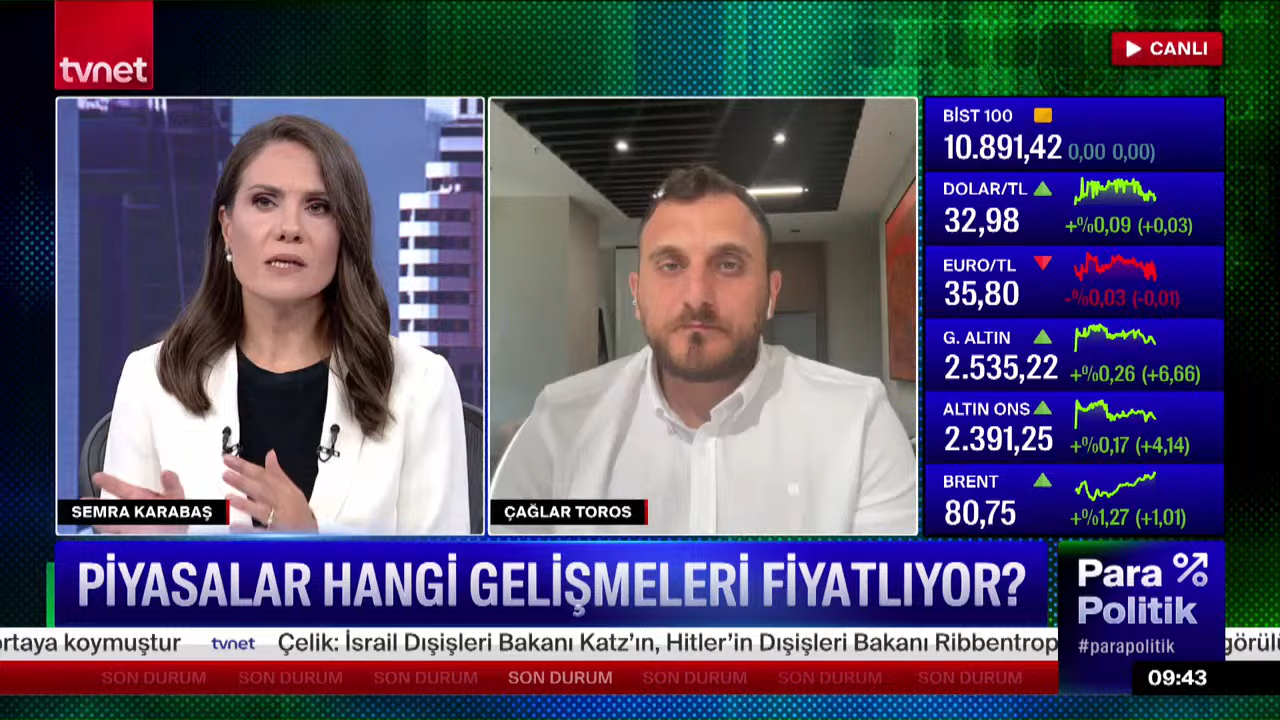 tvnet
CANLI
BİST 100
10.891,42 0,00 0,00)
DOLAR/TL
32,98 +%0,09 (+0,03)
EURO/TL
35,80 -%0,03 (-0,01)
G. ALTIN
2.535,22 +%0,26 (+6,66)
ALTIN ONS
2.391,25 +%0,17 (+4,14)
BRENT
80,75 +%1,27 (+1,01)
SEMRA KARABAŞ
ÇAĞLAR TOROS
PİYASALAR HANGİ GELİŞMELERİ FİYATLIYOR?
Para
Politik
#parapolitik
ortaya koymuştur tvnet Çelik: İsrail Dışişleri Bakanı Katz'ın, Hitler'in Dışişleri Bakanı Ribbentrop görül
SON DURUM SON DURUM SON DURUM SON DURUM SON DURUM SON DURUM SON DURUM
09:43